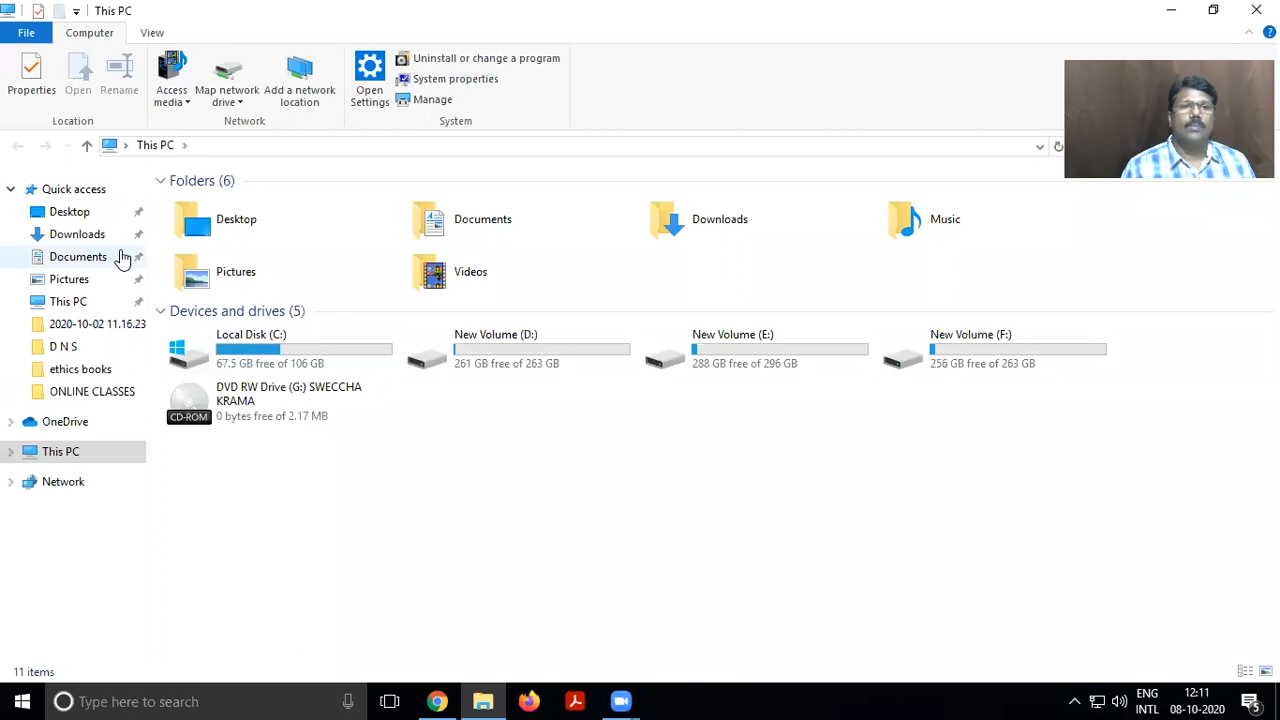 This PC
File
Computer
View
Properties
Open
Rename
Access media
Map network drive
Add a network location
Open Settings
Uninstall or change a program
System properties
Manage
Location
Network
System
This PC
Quick access
Desktop
Downloads
Documents
Pictures
This PC
2020-10-02 11.16.23
D N S
ethics books
ONLINE CLASSES
OneDrive
This PC
Network
Folders (6)
Desktop
Documents
Downloads
Music
Pictures
Videos
Devices and drives (5)
Local Disk (C:)
67.5 GB free of 106 GB
New Volume (D:)
261 GB free of 263 GB
New Volume (E:)
288 GB free of 296 GB
New Volume (F:)
256 GB free of 263 GB
DVD RW Drive (G:) SWECCHA
KRAMA
0 bytes free of 2.17 MB
CD-ROM
11 items
Type here to search
ENG
INTL
12:11
08-10-2020
5